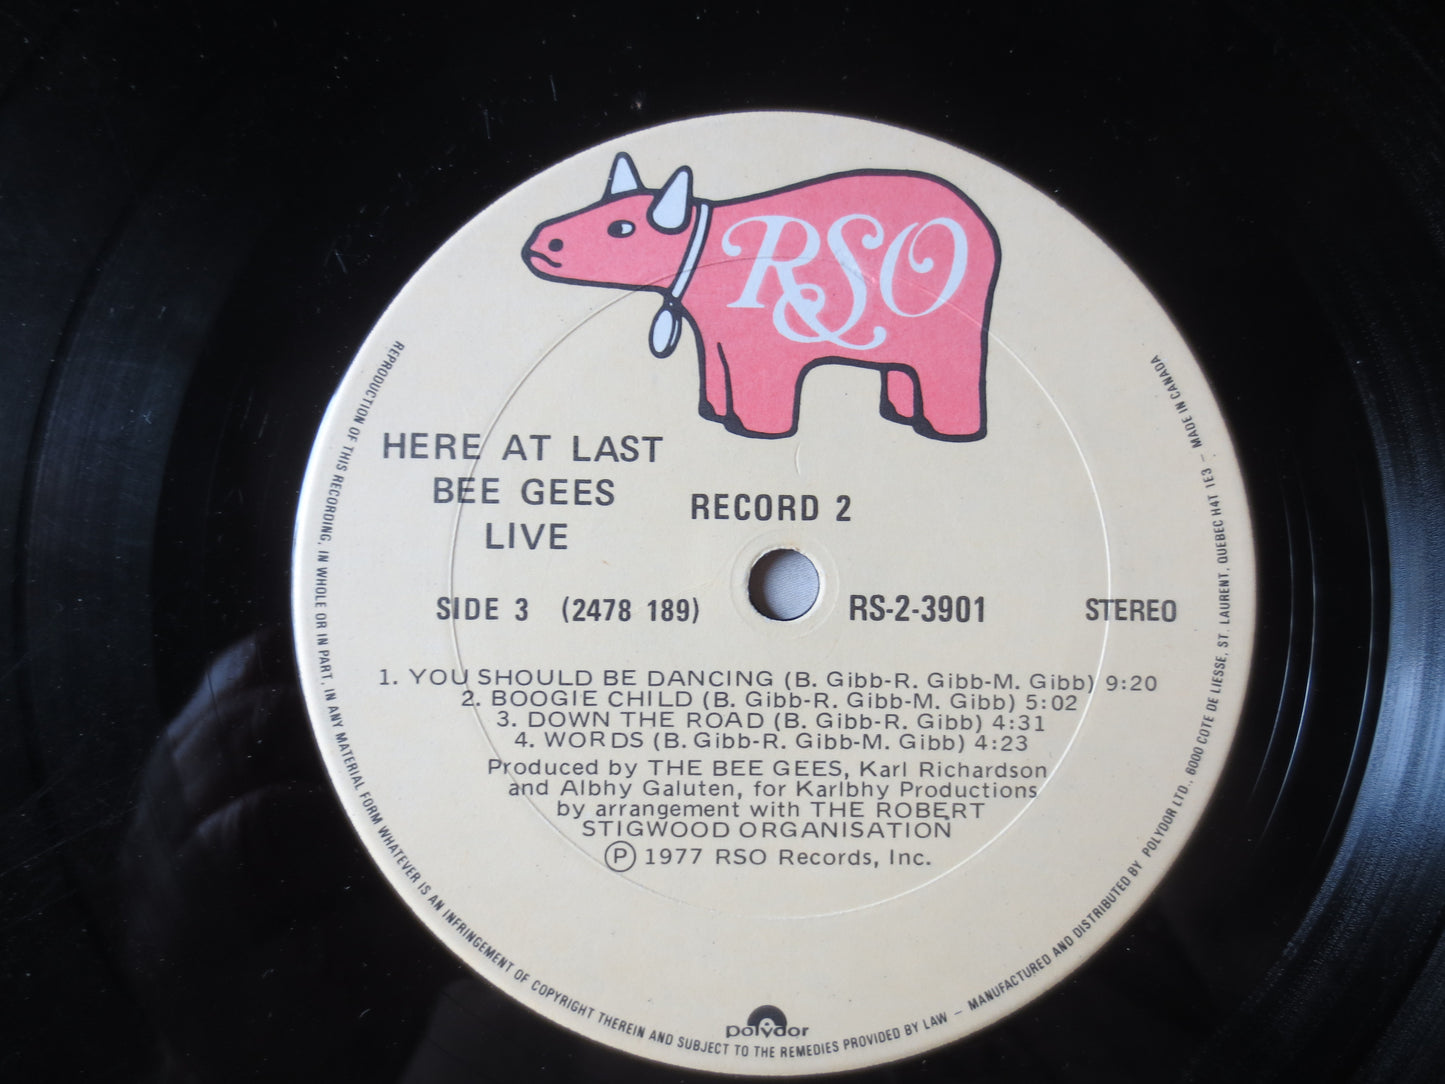 RSO
HERE AT LAST
BEE GEES
LIVE
RECORD 2
SIDE 3 (2478 189)
RS-2-3901
STEREO
1. YOU SHOULD BE DANCING (B. Gibb-R. Gibb-M. Gibb) 9:20
2. BOOGIE CHILD (B. Gibb-R. Gibb-M. Gibb) 5:02
3. DOWN THE ROAD (B. Gibb-R. Gibb) 4:31
4. WORDS (B. Gibb-R. Gibb-M. Gibb) 4:23
Produced by THE BEE GEES, Karl Richardson
and Albhy Galuten, for Karlbhy Productions
by arrangement with THE ROBERT
STIGWOOD ORGANISATION
Ⓟ 1977 RSO Records, Inc.
polydor
REPRODUCTION OF THIS RECORDING, IN WHOLE OR IN PART, IN ANY MATERIAL FORM WHATEVER IS AN INFRINGEMENT OF COPYRIGHT THEREIN AND SUBJECT TO THE REMEDIES PROVIDED BY LAW – MANUFACTURED AND DISTRIBUTED BY POLYDOR LTD., 6000 COTE DE LIESSE, ST. LAURENT, QUEBEC H4T 1E3 – MADE IN CANADA